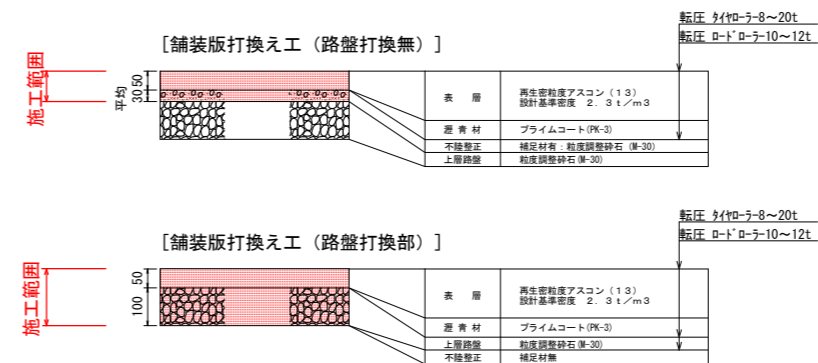 転圧 ﾀｲﾔﾛｰﾗｰ8～20t
転圧 ﾛｰﾄﾞﾛｰﾗｰ10～12t
[舗装版打換え工（路盤打換無）]
施工範囲
平均
50
30
表　層
再生密粒度アスコン（１３）
設計基準密度　２．３ｔ／ｍ３
瀝 青 材
プライムコート(PK-3)
不陸整正
補足材有：粒度調整砕石 (M-30)
上層路盤
粒度調整砕石(M-30)
転圧 ﾀｲﾔﾛｰﾗｰ8～20t
転圧 ﾛｰﾄﾞﾛｰﾗｰ10～12t
[舗装版打換え工（路盤打換部）]
施工範囲
50
100
表　層
再生密粒度アスコン（１３）
設計基準密度　２．３ｔ／ｍ３
瀝 青 材
プライムコート(PK-3)
上層路盤
粒度調整砕石(M-30)
不陸整正
補足材無